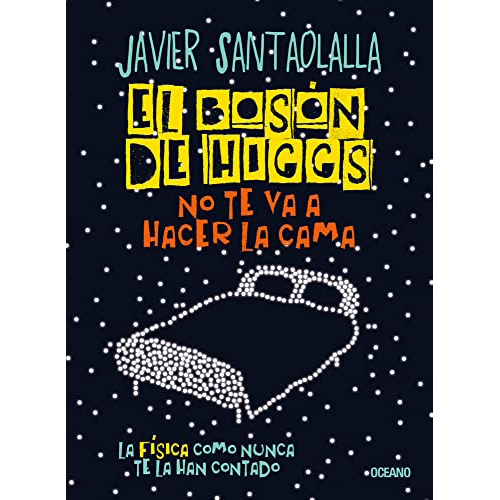 JAVIER SANTAOLALLA
EL BOSÓN
DE HIGGS
NO TE VA A
HACER LA CAMA
LA FÍSICA COMO NUNCA
TE LA HAN CONTADO
OCEANO